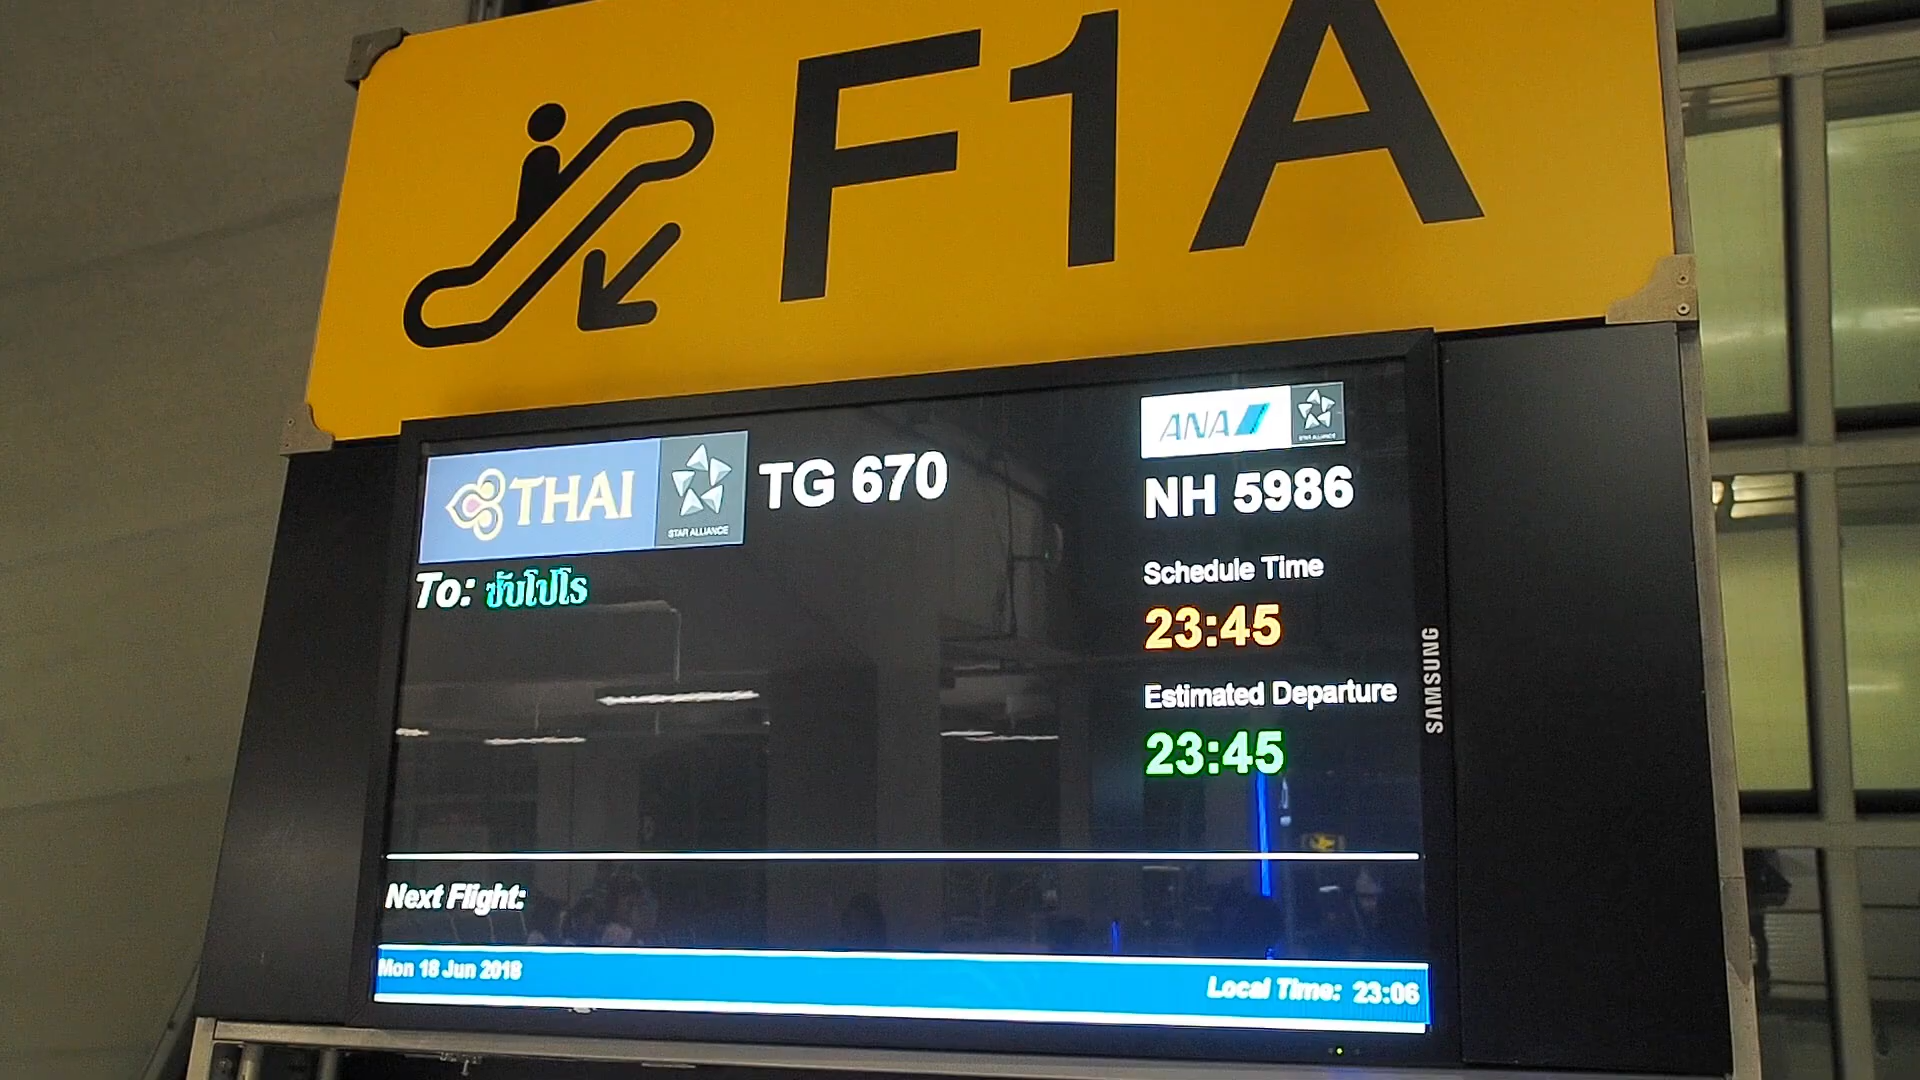 F1A
THAI
STAR ALLIANCE
TG 670
ANA
STAR ALLIANCE
NH 5986
To: ซัปโปโร
Schedule Time
23:45
Estimated Departure
23:45
SAMSUNG
Next Flight:
Mon 18 Jun 2018
Local Time: 23:06